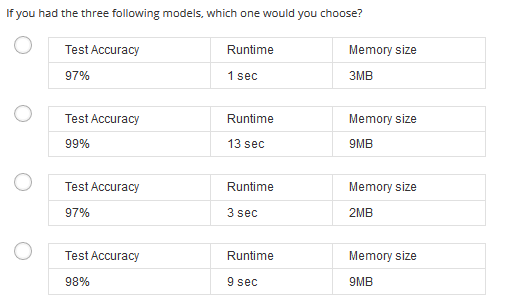 If you had the three following models, which one would you choose?
Test Accuracy Runtime Memory size
97% 1 sec 3MB
Test Accuracy Runtime Memory size
99% 13 sec 9MB
Test Accuracy Runtime Memory size
97% 3 sec 2MB
Test Accuracy Runtime Memory size
98% 9 sec 9MB